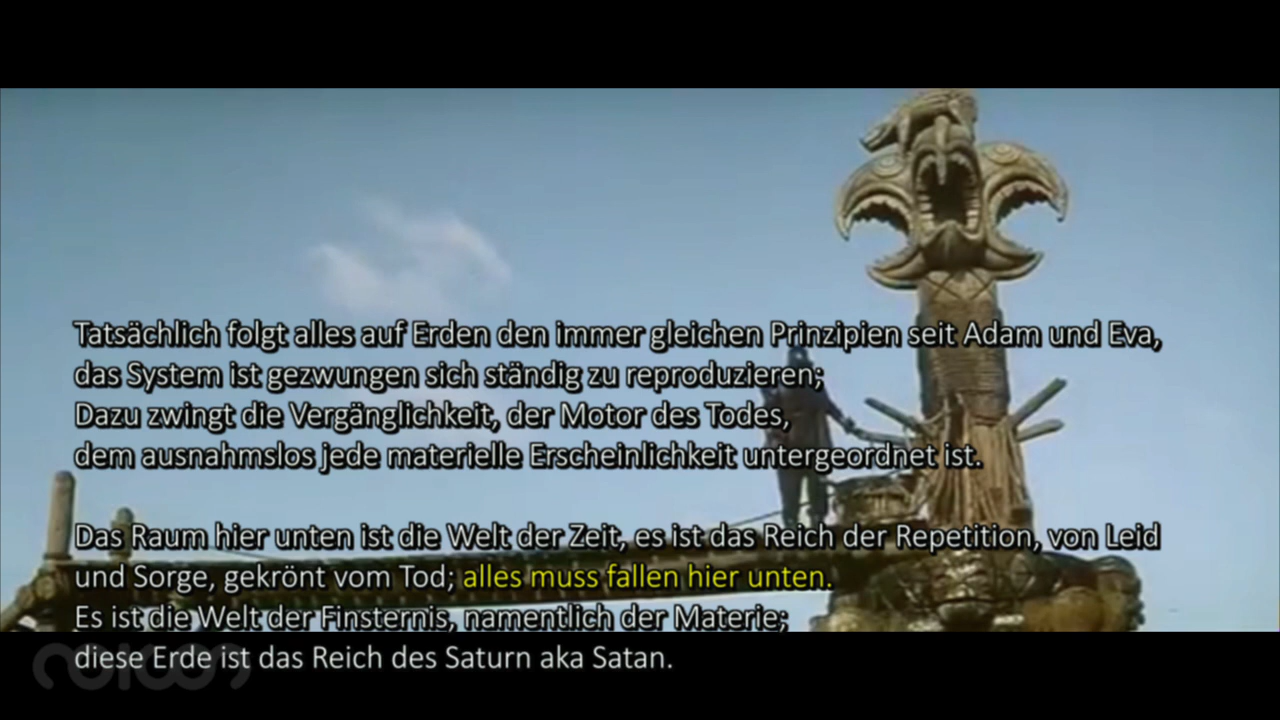 Tatsächlich folgt alles auf Erden den immer gleichen Prinzipien seit Adam und Eva,
das System ist gezwungen sich ständig zu reproduzieren;
Dazu zwingt die Vergänglichkeit, der Motor des Todes,
dem ausnahmslos jede materielle Erscheinlichkeit untergeordnet ist.
Das Raum hier unten ist die Welt der Zeit, es ist das Reich der Repetition, von Leid
und Sorge, gekrönt vom Tod; alles muss fallen hier unten.
Es ist die Welt der Finsternis, namentlich der Materie;
diese Erde ist das Reich des Saturn aka Satan.